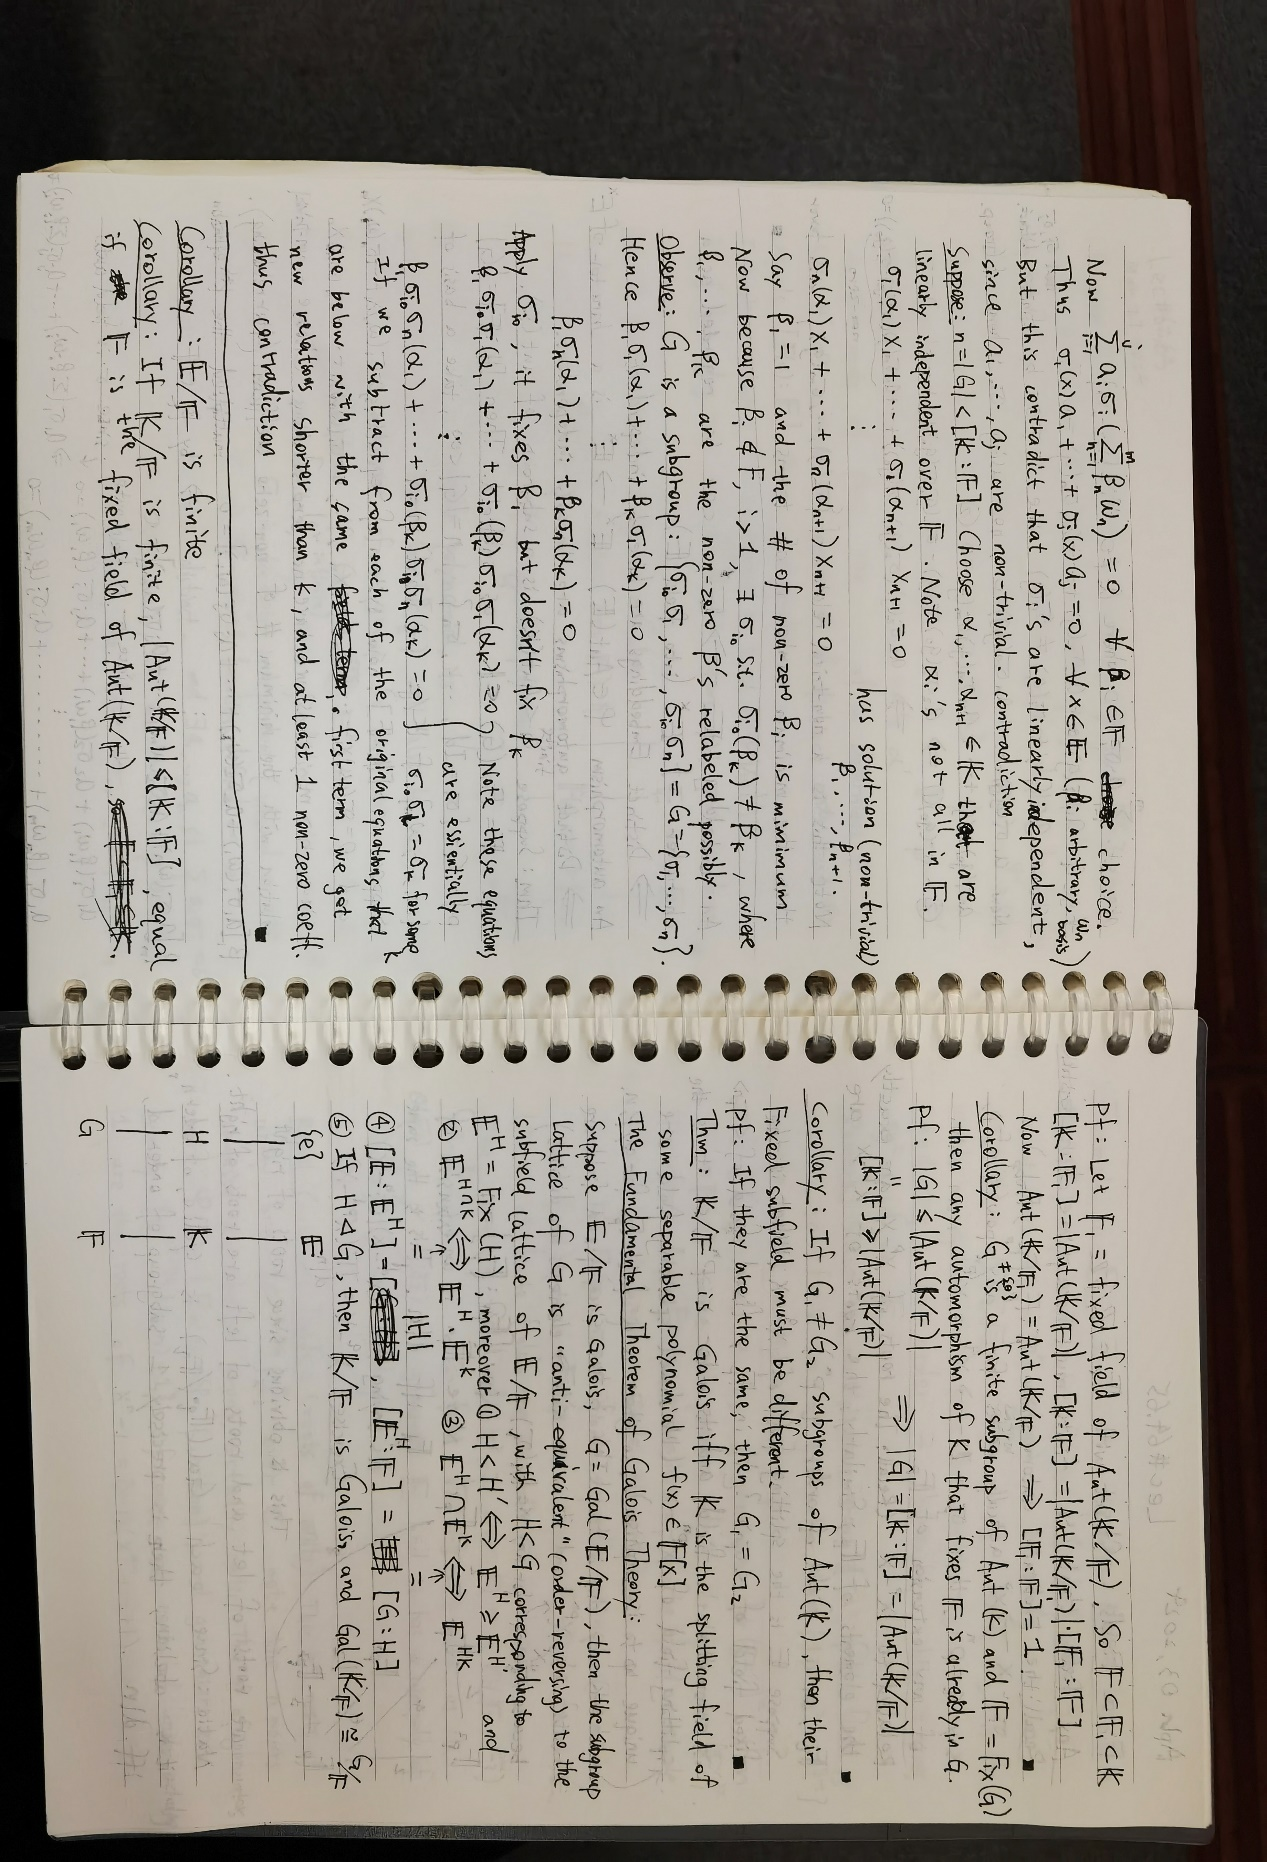 Now Σ_{i=1}^{j} a_i σ_i (Σ_{n=1}^{m} β_n ω_n) = 0 ∀ β_i ∈ 𝔽 choice.
Thus σ_1(x) a_1 + ⋯ + σ_j(x) a_j = 0, ∀ x ∈ 𝔼 (β_i arbitrary, ω_n basis)
But this contradict that σ_i's are linearly independent,
since a_1, ⋯, a_j are non-trivial. contradiction
Suppose: n = |G| < [𝕂:𝔽] Choose α_1, ⋯, α_{n+1} ∈ 𝕂 that are
linearly independent over 𝔽. Note α_i's not all in 𝔽.
σ_1(α_1) x_1 + ⋯ + σ_1(α_{n+1}) x_{n+1} = 0
⋮
has solution (non-trivial)
β_1, ⋯, β_{n+1}.
σ_n(α_1) x_1 + ⋯ + σ_n(α_{n+1}) x_{n+1} = 0
Say β_1 = 1 and the # of non-zero β_i is minimum
Now because β_i ∉ F, i > 1, ∃ σ_{i_0} s.t. σ_{i_0}(β_k) ≠ β_k, where
β_1, ⋯ β_k are the non-zero β's relabeled possibly.
Observe: G is a subgroup: {σ_{i_0}σ_1, ⋯, σ_{i_0}σ_n} = G = {σ_1, ⋯, σ_n}.
Hence β_1 σ_1(α_1) + ⋯ + β_k σ_1(α_k) = 0
⋮
β_1 σ_n(α_1) + ⋯ + β_k σ_n(α_k) = 0
Apply σ_{i_0}, it fixes β_1 but doesn't fix β_k
β_1 σ_{i_0}σ_1(α_1) + ⋯ + σ_{i_0}(β_k) σ_{i_0}σ_1(α_k) = 0 } Note these equations
⋮ are essientially
β_1 σ_{i_0}σ_n(α_1) + ⋯ + σ_{i_0}(β_k) σ_{i_0}σ_n(α_k) = 0 σ_{i_0}σ_i = σ_k for some k
If we subtract from each of the original equations that
are below with the same first term, we get
new relations shorter than k, and at least 1 non-zero coeff.
thus contradiction ▪
Corollary: 𝔼/𝔽 is finite
Corollary: If 𝕂/𝔽 is finite, |Aut(𝕂/𝔽)| ≤ [𝕂:𝔽], equal
if 𝔽 is the fixed field of Aut(𝕂/𝔽),
pf: Let 𝔽_1 = fixed field of Aut(𝕂/𝔽). So 𝔽 ⊂ 𝔽_1 ⊂ 𝕂
[𝕂:𝔽_1] = |Aut(𝕂/𝔽_1)|, [𝕂:𝔽] = |Aut(𝕂/𝔽_1)|·[𝔽_1:𝔽]
Now Aut(𝕂/𝔽_1) = Aut(𝕂/𝔽) ⟹ [𝔽_1:𝔽] = 1. ▪
Corollary: G ≠{e} is a finite subgroup of Aut(𝕂) and 𝔽 = Fix(G)
then any automorphism of 𝕂 that fixes 𝔽 is already in G.
pf: |G| ≤ |Aut(𝕂/𝔽)|
‖ ⟹ |G| = [𝕂:𝔽] = |Aut(𝕂/𝔽)|
[𝕂:𝔽] ≥ |Aut(𝕂/𝔽)| ▪
Corollary: If G_1 ≠ G_2 subgroups of Aut(𝕂), then their
Fixed subfield must be different.
pf: If they are the same, then G_1 = G_2 ▪
Thm: 𝕂/𝔽 is Galois iff 𝕂 is the splitting field of
some separable polynomial f(x) ∈ 𝔽[x]
The Fundamental Theorem of Galois Theory:
Suppose 𝔼/𝔽 is Galois, G = Gal(𝔼/𝔽), then the subgroup
lattice of G is "anti-equivalent" (order-reversing) to the
subfield lattice of 𝔼/𝔽, with H < G corresponding to
𝔼^H = Fix(H), moreover ① H < H' ⟺ 𝔼^H ≥ 𝔼^{H'} and
② 𝔼^{H∩K} ⟺ 𝔼^H · 𝔼^K ③ 𝔼^H ∩ 𝔼^K ⟺ 𝔼^{HK}
= |H| =
④ [𝔼:𝔼^H] = , [𝔼^H:𝔽] = [G:H]
⑤ If H ⊲ G, then 𝕂/𝔽 is Galois, and Gal(𝕂/𝔽) ≅ G/F
{e} 𝔼
H 𝕂
G 𝔽